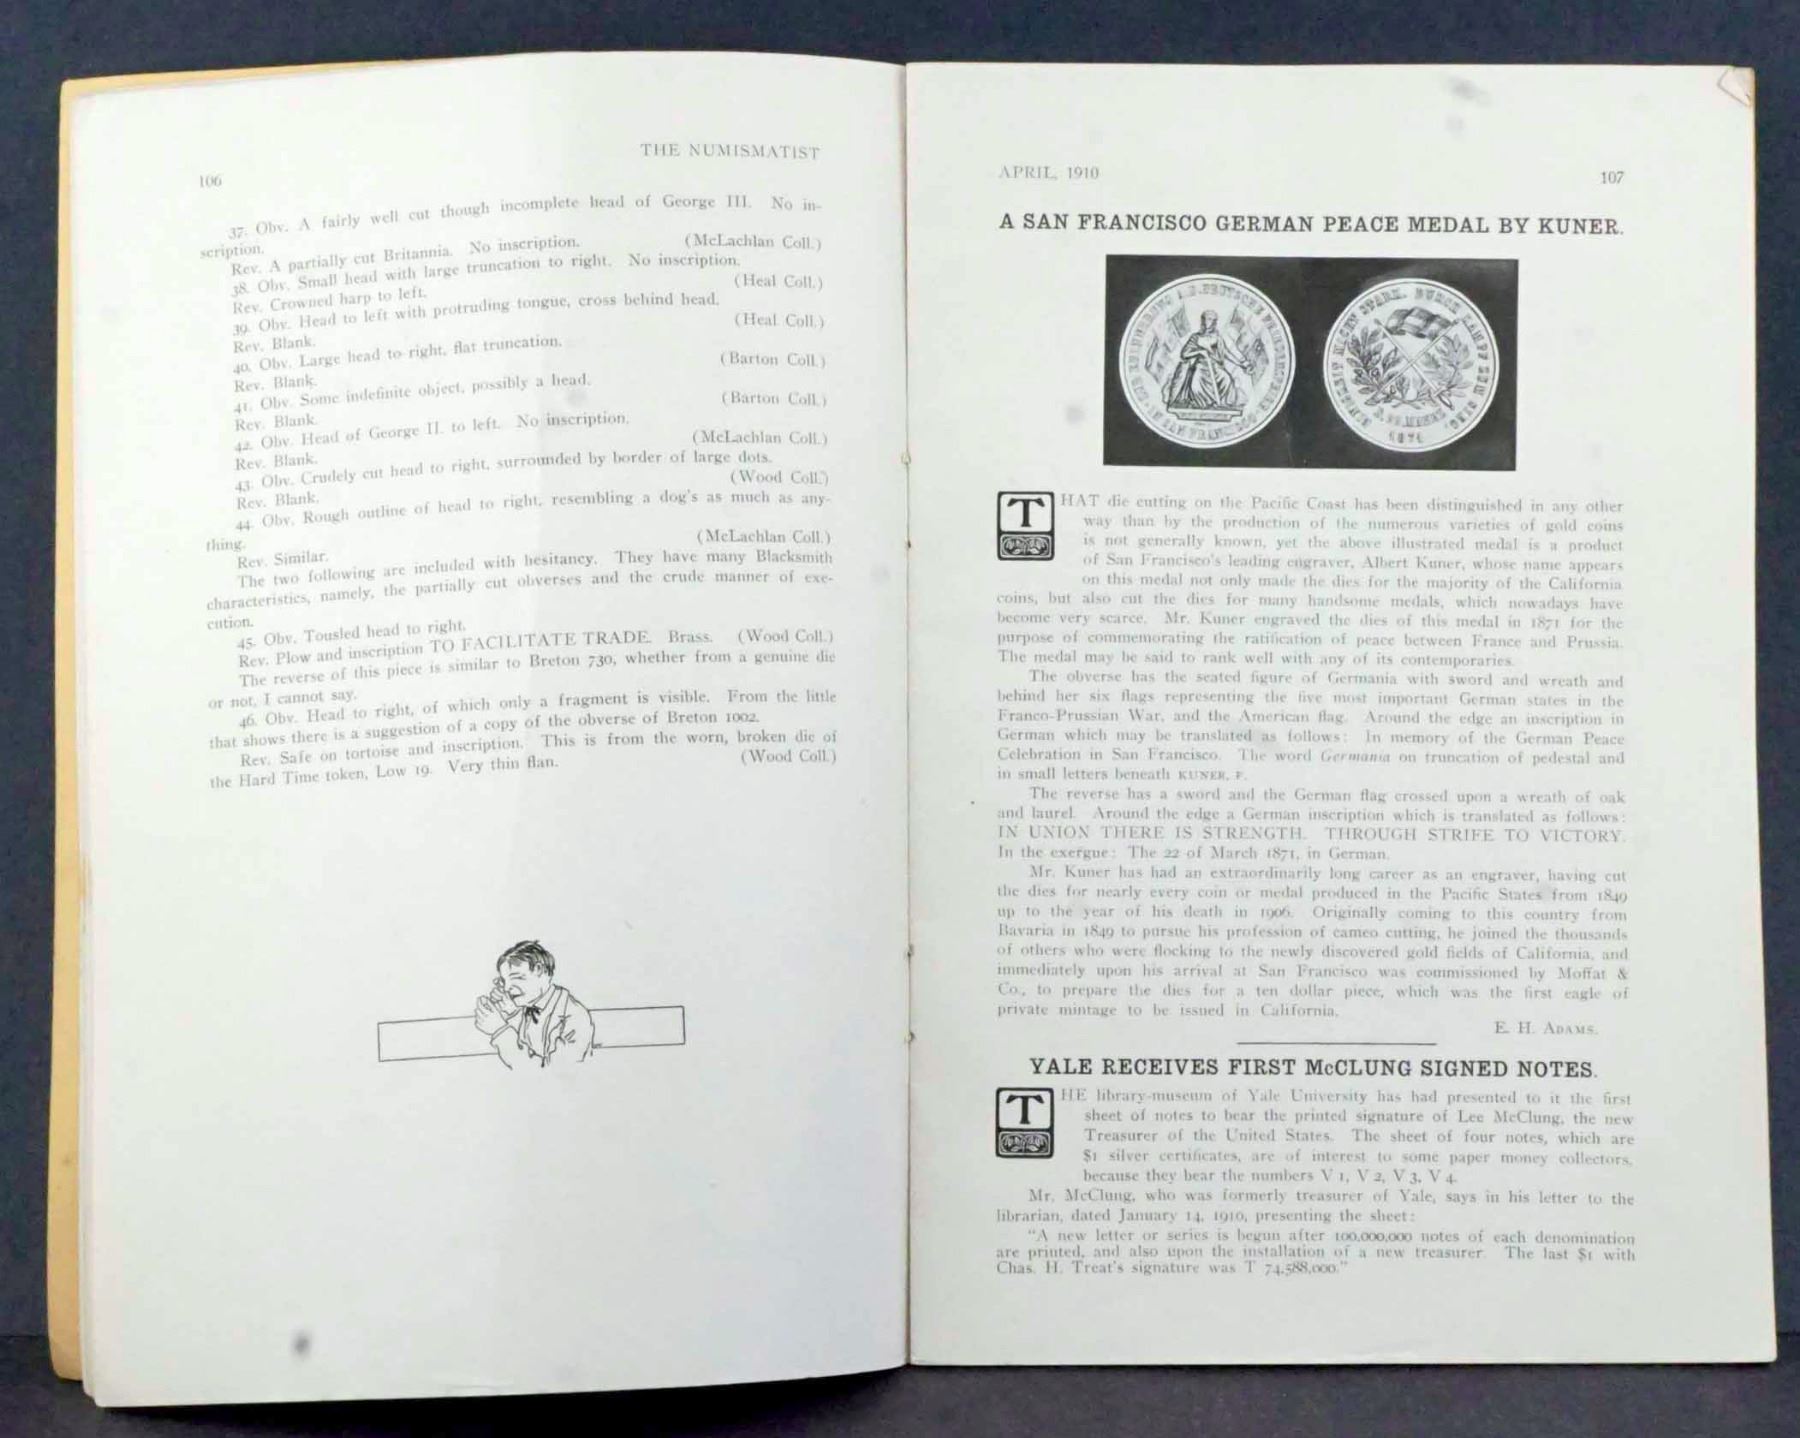 THE NUMISMATIST
106
37. Obv. A fairly well cut though incomplete head of George III. No in-
scription. (McLachlan Coll.)
Rev. A partially cut Britannia. No inscription.
38. Obv. Small head with large truncation to right. No inscription.
Rev. Crowned harp to left. (Heal Coll.)
39. Obv. Head to left with protruding tongue, cross behind head.
Rev. Blank. (Heal Coll.)
40. Obv. Large head to right, flat truncation.
Rev. Blank. (Barton Coll.)
41. Obv. Some indefinite object, possibly a head.
Rev. Blank. (Barton Coll.)
42. Obv. Head of George II. to left. No inscription.
Rev. Blank. (McLachlan Coll.)
43. Obv. Crudely cut head to right, surrounded by border of large dots.
Rev. Blank. (Wood Coll.)
44. Obv. Rough outline of head to right, resembling a dog's as much as any-
thing. (McLachlan Coll.)
Rev. Similar.
The two following are included with hesitancy. They have many Blacksmith
characteristics, namely, the partially cut obverses and the crude manner of exe-
cution.
45. Obv. Tousled head to right.
Rev. Plow and inscription TO FACILITATE TRADE. Brass. (Wood Coll.)
The reverse of this piece is similar to Breton 730, whether from a genuine die
or not, I cannot say.
46. Obv. Head to right, of which only a fragment is visible. From the little
that shows there is a suggestion of a copy of the obverse of Breton 1002.
Rev. Safe on tortoise and inscription. This is from the worn, broken die of
the Hard Time token, Low 19. Very thin flan. (Wood Coll.)
APRIL, 1910
107
A SAN FRANCISCO GERMAN PEACE MEDAL BY KUNER.
THAT die cutting on the Pacific Coast has been distinguished in any other
way than by the production of the numerous varieties of gold coins
is not generally known, yet the above illustrated medal is a product
of San Francisco's leading engraver, Albert Kuner, whose name appears
on this medal not only made the dies for the majority of the California
coins, but also cut the dies for many handsome medals, which nowadays have
become very scarce. Mr. Kuner engraved the dies of this medal in 1871 for the
purpose of commemorating the ratification of peace between France and Prussia.
The medal may be said to rank well with any of its contemporaries.
The obverse has the seated figure of Germania with sword and wreath and
behind her six flags representing the five most important German states in the
Franco-Prussian War, and the American flag. Around the edge an inscription in
German which may be translated as follows: In memory of the German Peace
Celebration in San Francisco. The word Germania on truncation of pedestal and
in small letters beneath KUNER, F.
The reverse has a sword and the German flag crossed upon a wreath of oak
and laurel. Around the edge a German inscription which is translated as follows:
IN UNION THERE IS STRENGTH. THROUGH STRIFE TO VICTORY.
In the exergue: The 22 of March 1871, in German.
Mr. Kuner has had an extraordinarily long career as an engraver, having cut
the dies for nearly every coin or medal produced in the Pacific States from 1849
up to the year of his death in 1906. Originally coming to this country from
Bavaria in 1849 to pursue his profession of cameo cutting, he joined the thousands
of others who were flocking to the newly discovered gold fields of California, and
immediately upon his arrival at San Francisco was commissioned by Moffat &
Co., to prepare the dies for a ten dollar piece, which was the first eagle of
private mintage to be issued in California.
E. H. ADAMS.
YALE RECEIVES FIRST McCLUNG SIGNED NOTES.
THE library-museum of Yale University has had presented to it the first
sheet of notes to bear the printed signature of Lee McClung, the new
Treasurer of the United States. The sheet of four notes, which are
$1 silver certificates, are of interest to some paper money collectors,
because they bear the numbers V 1, V 2, V 3, V 4.
Mr. McClung, who was formerly treasurer of Yale, says in his letter to the
librarian, dated January 14, 1910, presenting the sheet:
"A new letter or series is begun after 100,000,000 notes of each denomination
are printed, and also upon the installation of a new treasurer. The last $1 with
Chas. H. Treat's signature was T 74,588,000."